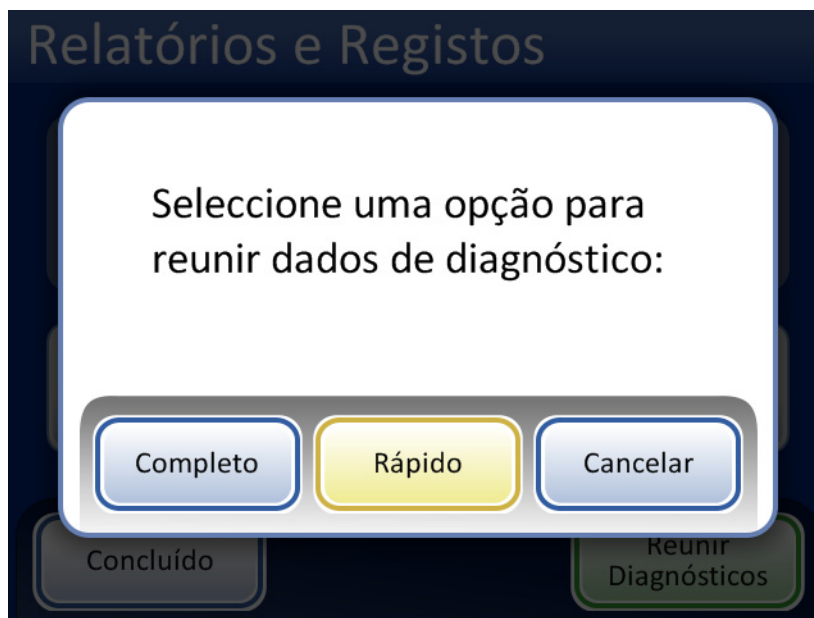 Relatórios e Registos
Seleccione uma opção para
reunir dados de diagnóstico:
Completo
Rápido
Cancelar
Concluído
Reunir
Diagnósticos